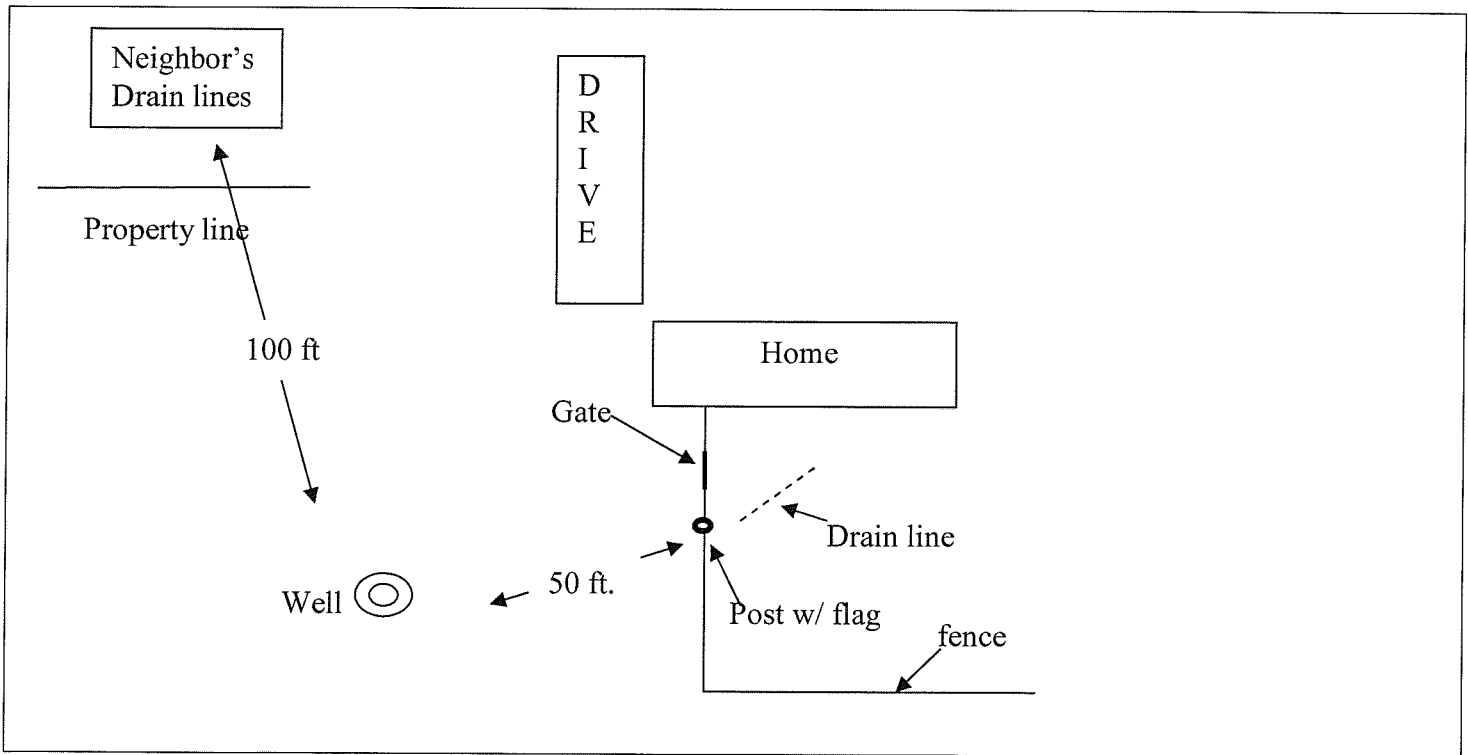 Neighbor's
Drain lines
D
R
I
V
E
Property line
100 ft
Home
Gate
Drain line
50 ft.
Well
Post w/ flag
fence